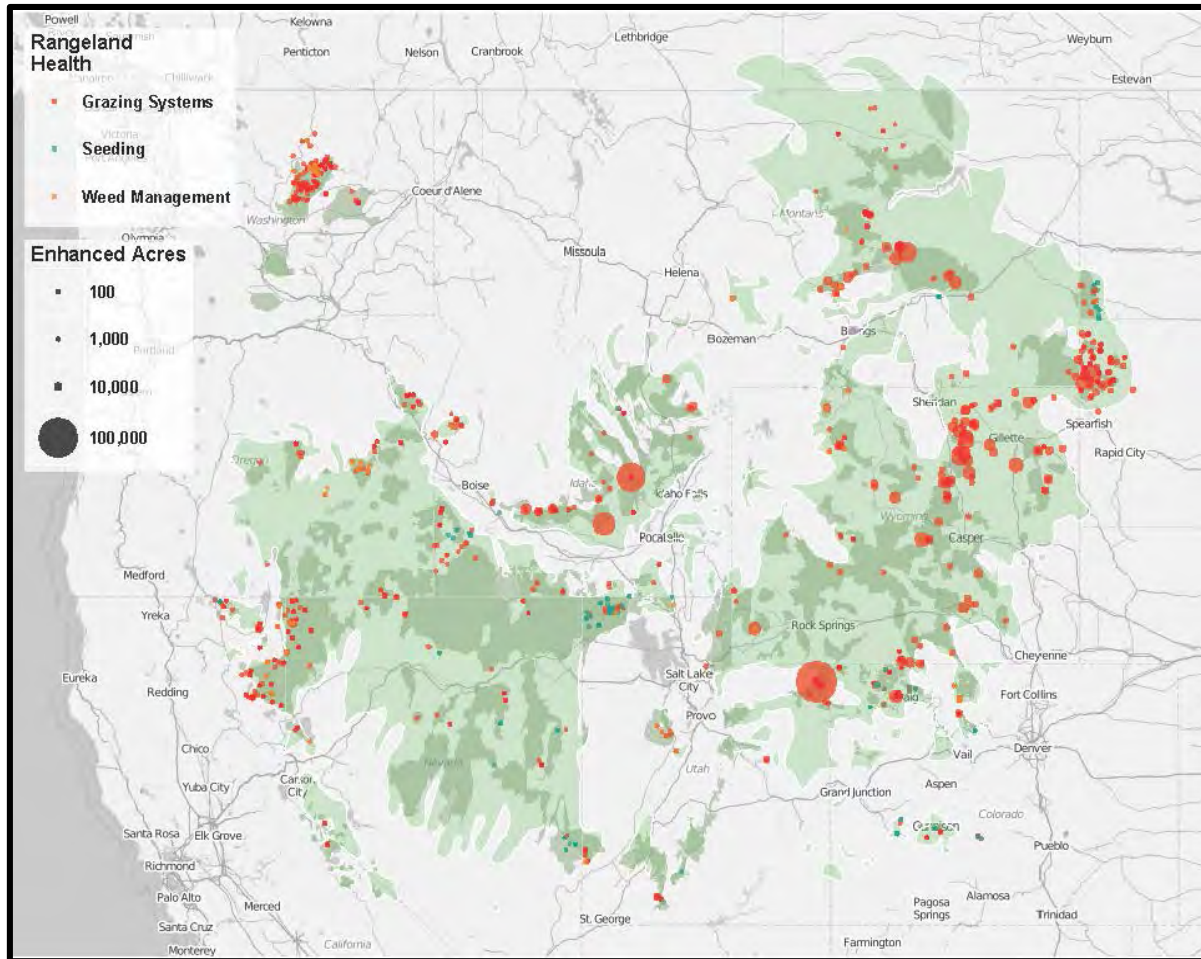 Powell
River
Kelowna
Penticton
Nelson
Cranbrook
Lethbridge
Weyburn
Estevan
Rangeland
Health
Chilliwack
Grazing Systems
Victoria
Port Angeles
Seeding
Weed Management
Washington
Coeur d'Alene
Olympia
Enhanced Acres
100
1,000
10,000
100,000
Portland
Missoula
Helena
Montana
Bozeman
Billings
Sheridan
Gillette
Spearfish
Rapid City
Oregon
Boise
Idaho
Idaho Falls
Pocatello
Wyoming
Casper
Medford
Yreka
Rock Springs
Cheyenne
Eureka
Redding
Salt Lake
City
Provo
Craig
Fort Collins
Denver
Vail
Chico
Yuba City
Carson
City
Nevada
Utah
Grand Junction
Aspen
Colorado
Gunnison
Santa Rosa
Elk Grove
Richmond
Pueblo
Palo Alto
Merced
Santa Cruz
Monterey
California
St. George
Pagosa
Springs
Alamosa
Trinidad
Farmington